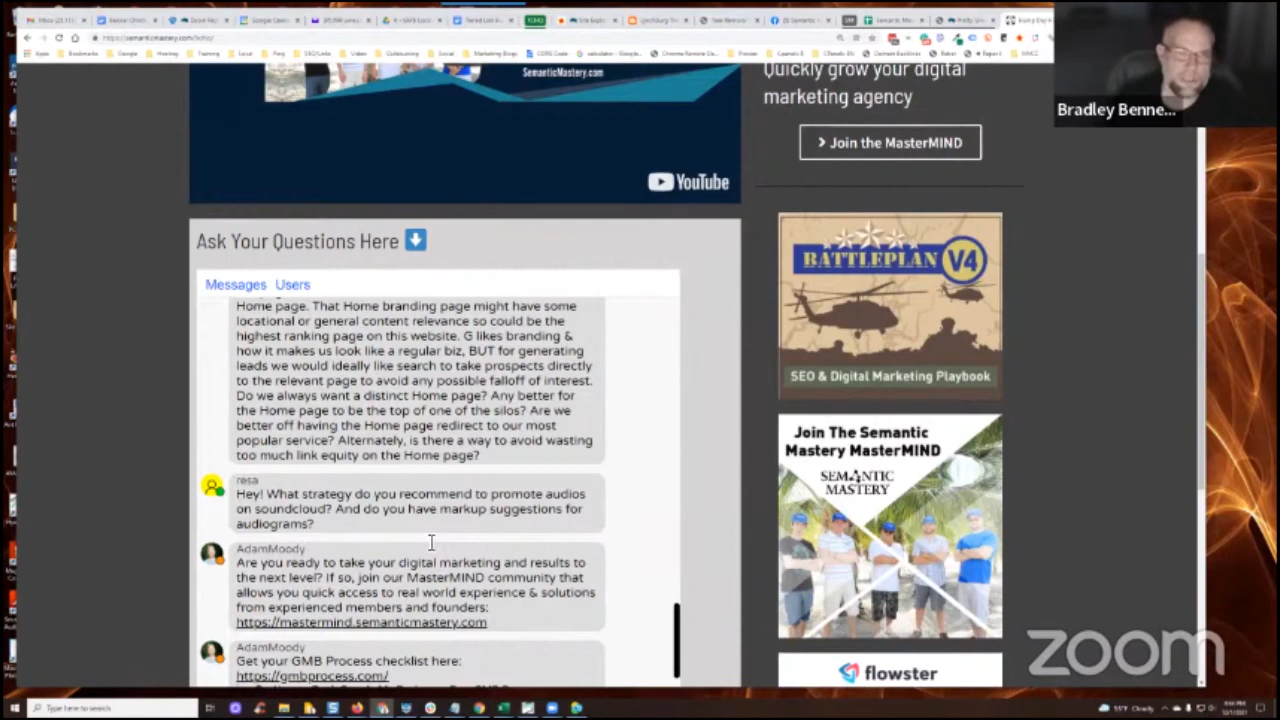 https://semanticmastery.com/hdho/
Apps
Bookmarks
Google
Hosting
Training
Local
SemanticMastery.com
YouTube
Quickly grow your digital
marketing agency
Join the MasterMIND
Bradley Benne...
Ask Your Questions Here
Messages Users
Home page. That Home branding page might have some
locational or general content relevance so could be the
highest ranking page on this website. G likes branding &
how it makes us look like a regular biz, BUT for generating
leads we would ideally like search to take prospects directly
to the relevant page to avoid any possible falloff of interest.
Do we always want a distinct Home page? Any better for
the Home page to be the top of one of the silos? Are we
better off having the Home page redirect to our most
popular service? Alternately, is there a way to avoid wasting
too much link equity on the Home page?
resa
Hey! What strategy do you recommend to promote audios
on soundcloud? And do you have markup suggestions for
audiograms?
AdamMoody
Are you ready to take your digital marketing and results to
the next level? If so, join our MasterMIND community that
allows you quick access to real world experience & solutions
from experienced members and founders:
https://mastermind.semanticmastery.com
AdamMoody
Get your GMB Process checklist here:
https://gmbprocess.com/
BATTLEPLAN V4
SEO & Digital Marketing Playbook
Join The Semantic
Mastery MasterMIND
SEMANTIC
MASTERY
flowster
zoom
Type here to search
Cloudy